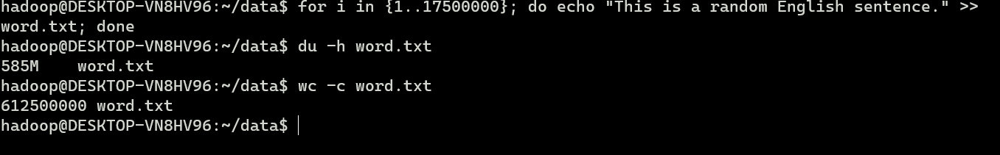 hadoop@DESKTOP-VN8HV96:~/data$ for i in {1..17500000}; do echo "This is a random English sentence." >>
word.txt; done
hadoop@DESKTOP-VN8HV96:~/data$ du -h word.txt
585M    word.txt
hadoop@DESKTOP-VN8HV96:~/data$ wc -c word.txt
612500000 word.txt
hadoop@DESKTOP-VN8HV96:~/data$